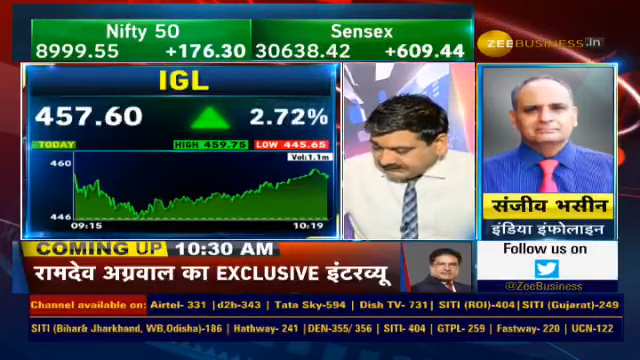 Nifty 50
8999.55 +176.30
Sensex
30638.42 +609.44
ZEEBUSINESS.in
IGL
457.60 2.72%
TODAY HIGH 459.75 LOW 445.65
Vol:1.1m
460
446
09:15 10:19
संजीव भसीन
इंडिया इंफोलाइन
COMING UP 10:30 AM
रामदेव अग्रवाल का EXCLUSIVE इंटरव्यू
Follow us on
@ZeeBusiness
Channel available on: Airtel- 331 |d2h-343 | Tata Sky-594 | Dish TV- 731| SITI (ROI)-404|SITI (Gujarat)-249
SITI (Bihar& Jharkhand, WB,Odisha)-186 | Hathway- 241 |DEN-355/ 356 | SITI- 404 | GTPL- 259 | Fastway- 220 | UCN-122